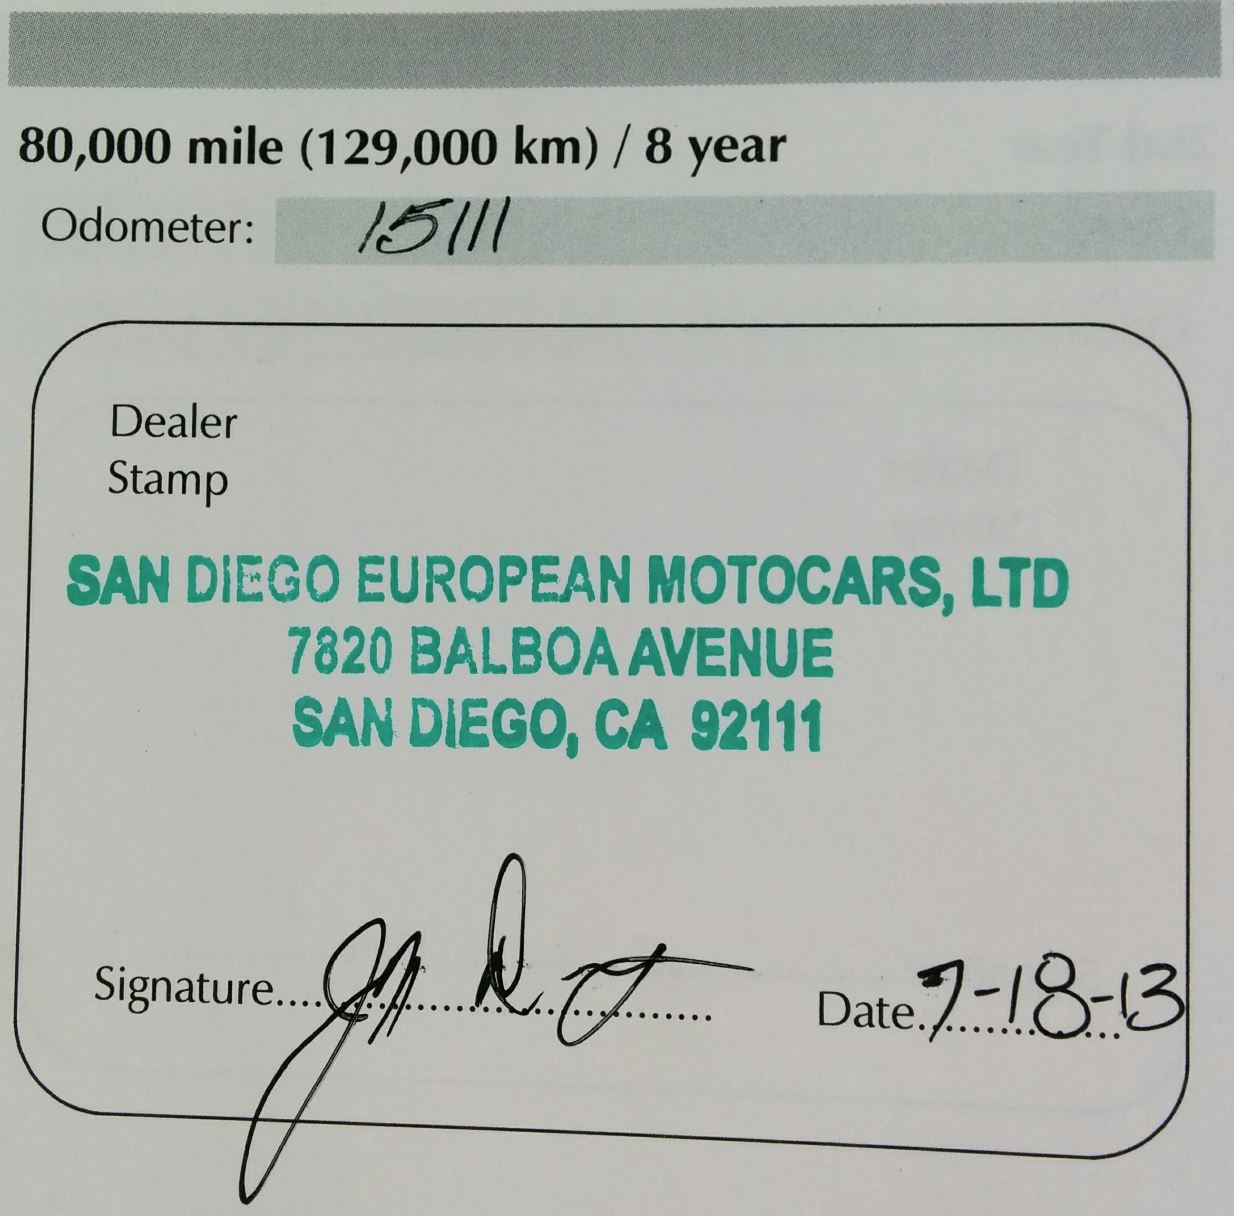 80,000 mile (129,000 km) / 8 year
Odometer: 15111
Dealer
Stamp
SAN DIEGO EUROPEAN MOTOCARS, LTD
7820 BALBOA AVENUE
SAN DIEGO, CA 92111
Signature....................................... Date.7-18-13